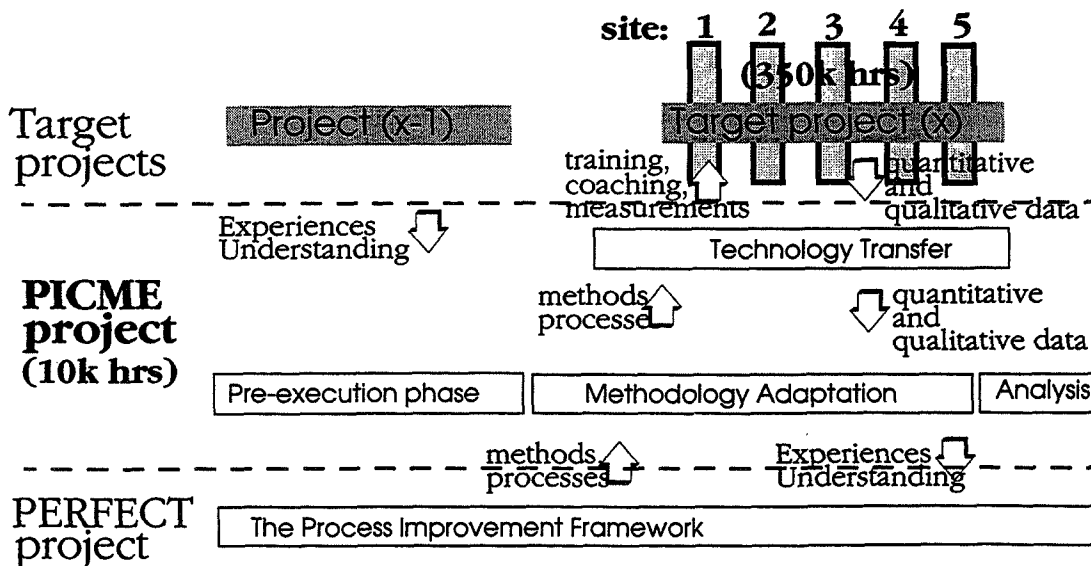 site: 1 2 3 4 5
(350k hrs)
Target
projects
Project (x-1)
Target project (x)
training,
coaching,
measurements
quantitative
and
qualitative data
Experiences
Understanding
Technology Transfer
PICME
project
(10k hrs)
methods
processes
quantitative
and
qualitative data
Pre-execution phase
Methodology Adaptation
Analysis
methods
processes
Experiences
Understanding
PERFECT
project
The Process Improvement Framework